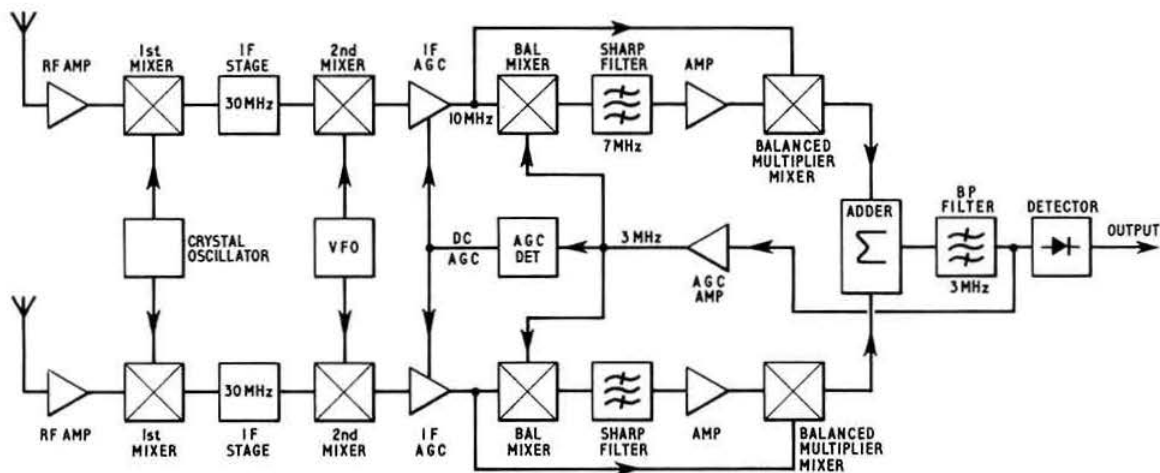 RF AMP
1st
MIXER
IF
STAGE
30MHz
2nd
MIXER
IF
AGC
10MHz
BAL
MIXER
SHARP
FILTER
7MHz
AMP
BALANCED
MULTIPLIER
MIXER
CRYSTAL
OSCILLATOR
VFO
DC
AGC
AGC
DET
3MHz
AGC
AMP
ADDER
Σ
BP
FILTER
3MHz
DETECTOR
OUTPUT
RF AMP
1st
MIXER
30MHz
IF
STAGE
2nd
MIXER
IF
AGC
BAL
MIXER
SHARP
FILTER
AMP
BALANCED
MULTIPLIER
MIXER